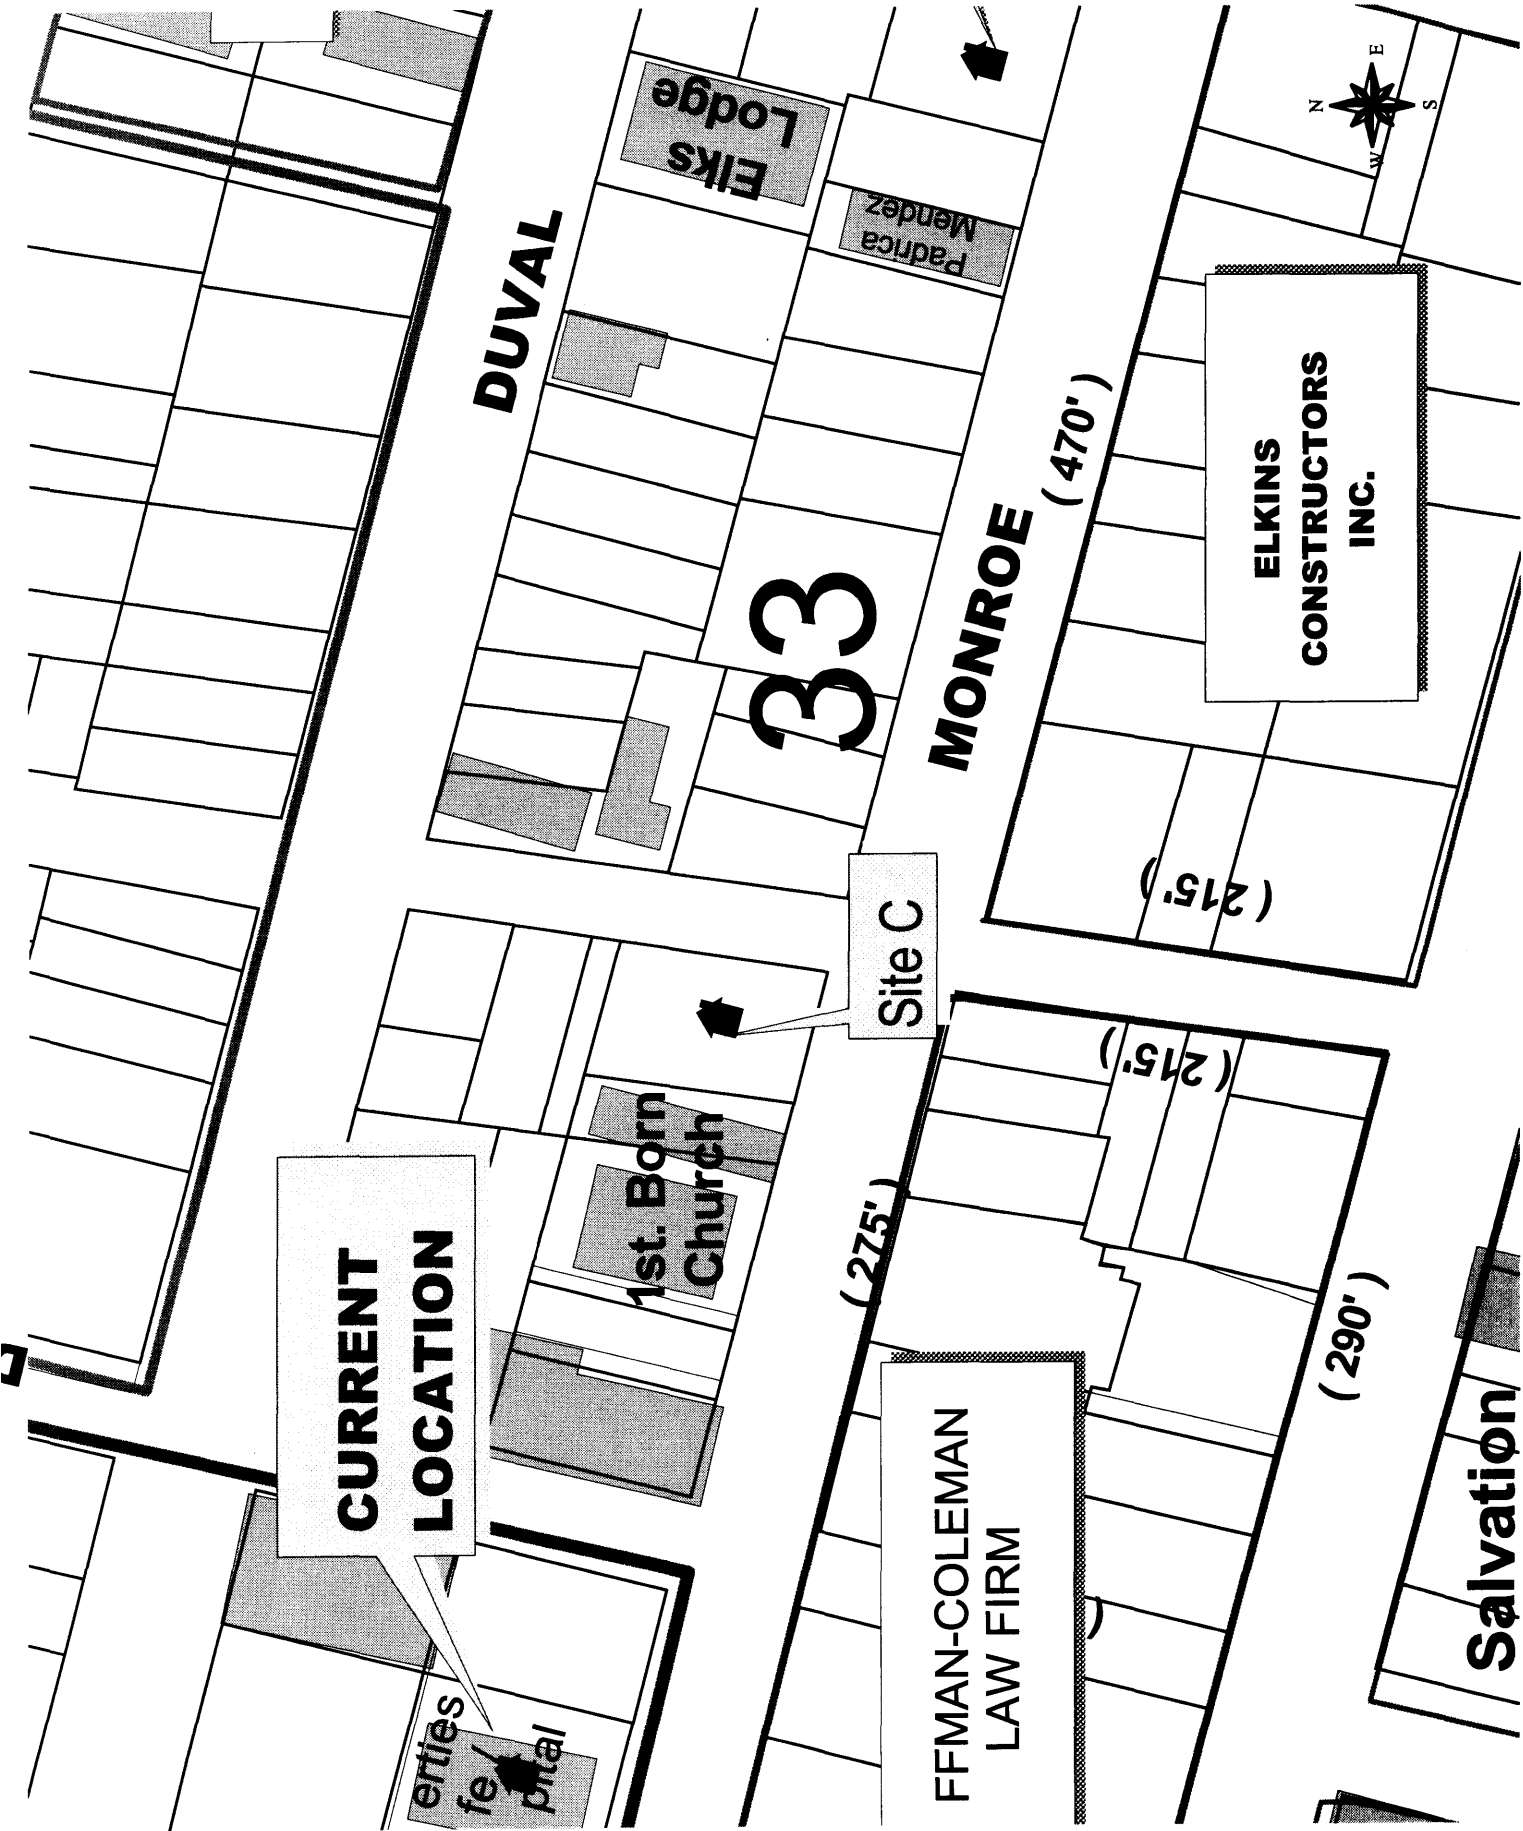 N
E
S
W
Elks
Lodge
Padrica
Mendez
DUVAL
33
MONROE
( 470' )
ELKINS
CONSTRUCTORS
INC.
( 215' )
Site C
( 215' )
1st. Born
Church
( 275' )
CURRENT
LOCATION
( 290' )
FFMAN-COLEMAN
LAW FIRM
)
Salvation
erties
fe /
pital